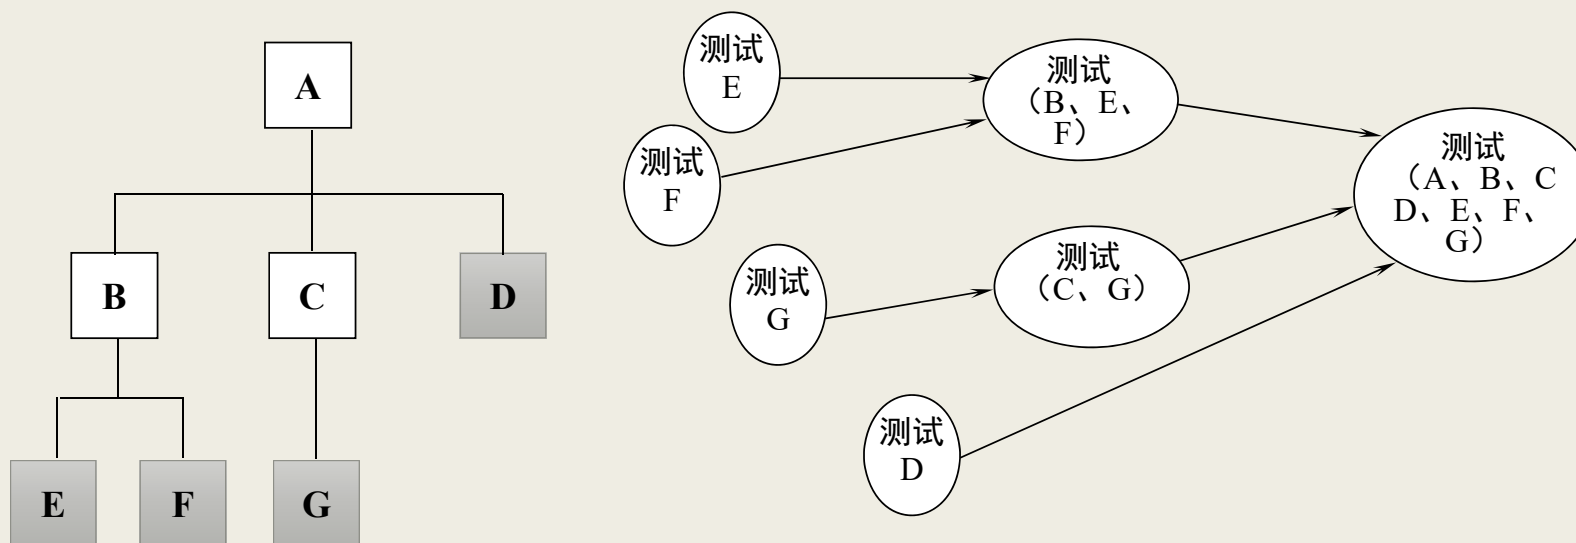 A
B
C
D
E
F
G
测试
E
测试
F
测试
G
测试
D
测试
（B、E、
F）
测试
（C、G）
测试
（A、B、C
D、E、F、
G）